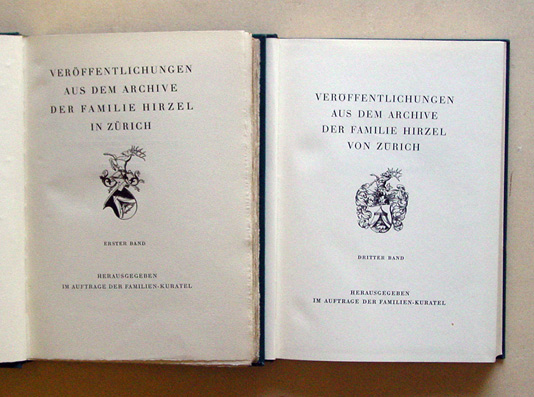 VERÖFFENTLICHUNGEN
AUS DEM ARCHIVE
DER FAMILIE HIRZEL
IN ZÜRICH
ERSTER BAND
HERAUSGEGEBEN
IM AUFTRAGE DER FAMILIEN-KURATEL
VERÖFFENTLICHUNGEN
AUS DEM ARCHIVE
DER FAMILIE HIRZEL
VON ZÜRICH
DRITTER BAND
HERAUSGEGEBEN
IM AUFTRAGE DER FAMILIEN-KURATEL